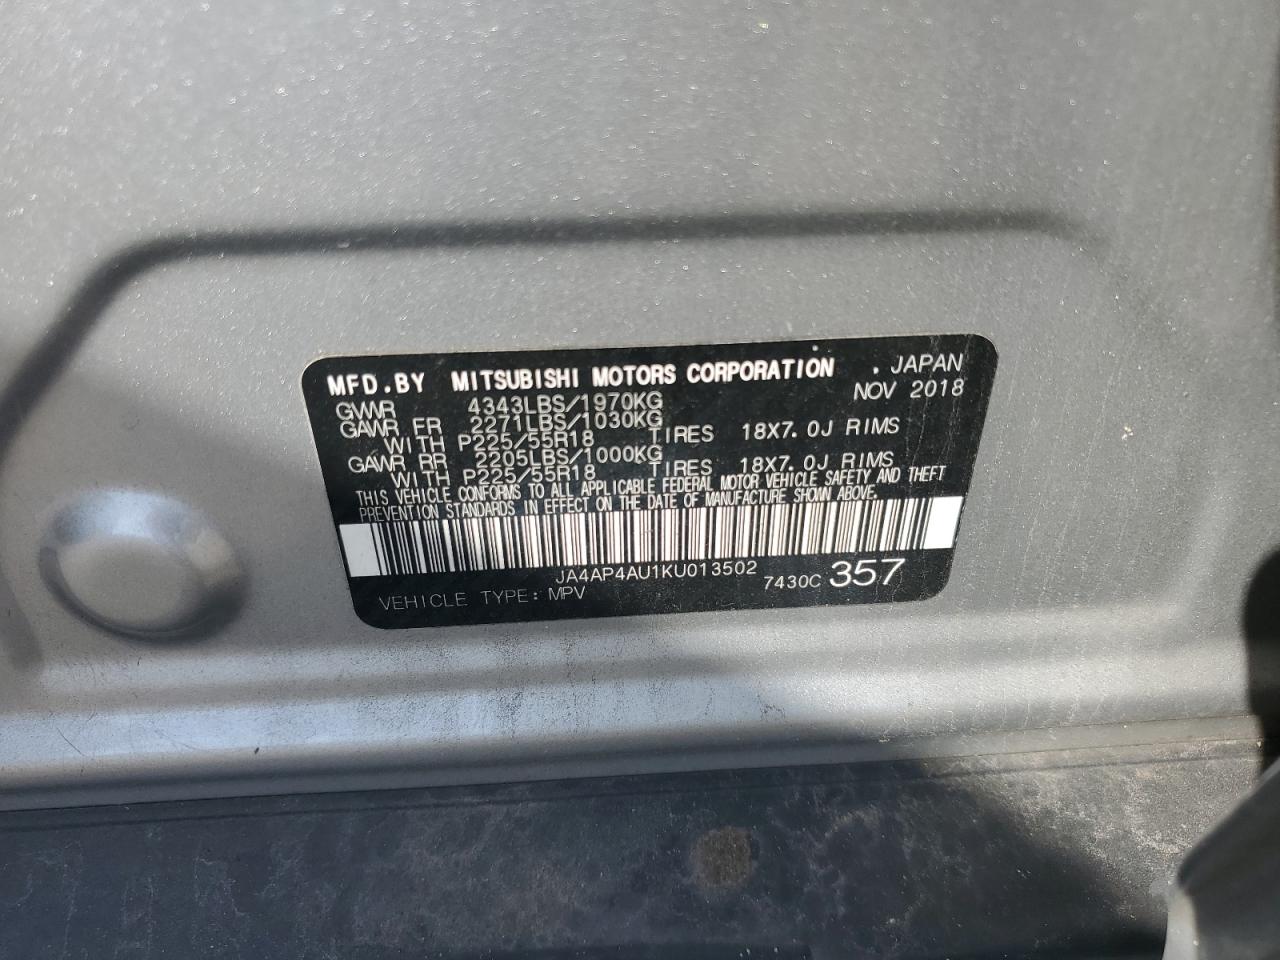 MFD.BY MITSUBISHI MOTORS CORPORATION . JAPAN
NOV 2018
GVWR 4343LBS/1970KG
GAWR FR 2271LBS/1030KG
WITH P225/55R18 TIRES 18X7.0J RIMS
GAWR RR 2205LBS/1000KG
WITH P225/55R18 TIRES 18X7.0J RIMS
THIS VEHICLE CONFORMS TO ALL APPLICABLE FEDERAL MOTOR VEHICLE SAFETY AND THEFT
PREVENTION STANDARDS IN EFFECT ON THE DATE OF MANUFACTURE SHOWN ABOVE.
JA4AP4AU1KU013502
VEHICLE TYPE: MPV 7430C 357